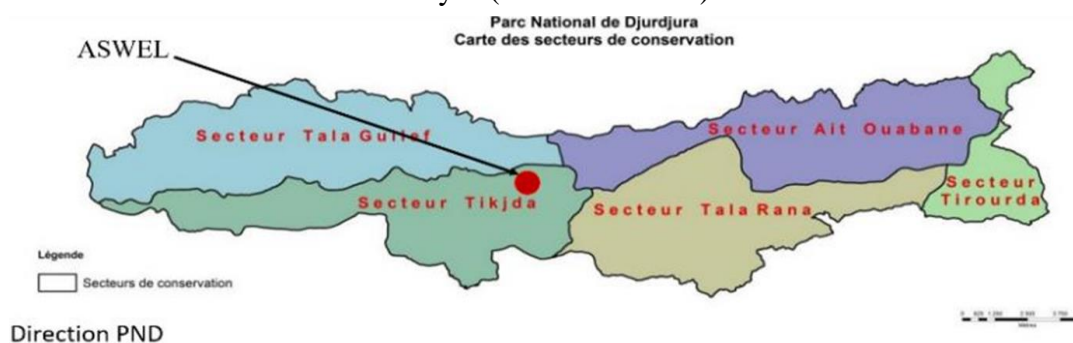 Parc National de Djurdjura
Carte des secteurs de conservation
ASWEL
Secteur Tala Guilef
Secteur Ait Ouabane
Secteur Tikjda
Secteur Tala Rana
Secteur
Tirourda
Légende
Secteurs de conservation
Direction PND